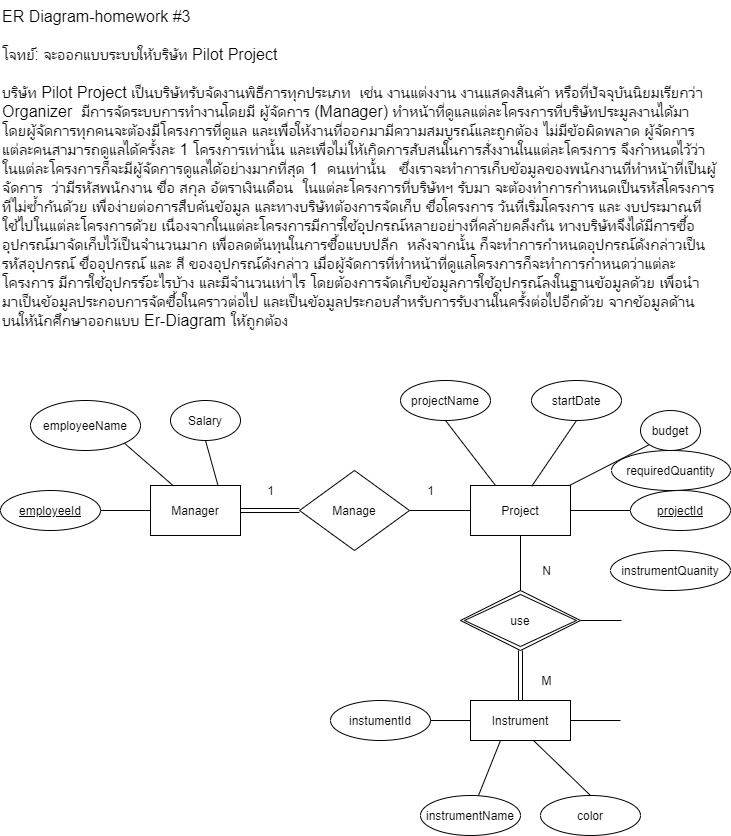 ER Diagram-homework #3
โจทย์: จะออกแบบระบบให้บริษัท Pilot Project
บริษัท Pilot Project เป็นบริษัทรับจัดงานพิธีการทุกประเภท เช่น งานแต่งงาน งานแสดงสินค้า หรือที่ปัจจุบันนิยมเรียกว่า
Organizer มีการจัดระบบการทำงานโดยมี ผู้จัดการ (Manager) ทำหน้าที่ดูแลแต่ละโครงการที่บริษัทประมูลงานได้มา
โดยผู้จัดการทุกคนจะต้องมีโครงการที่ดูแล และเพื่อให้งานที่ออกมามีความสมบูรณ์และถูกต้อง ไม่มีข้อผิดพลาด ผู้จัดการ
แต่ละคนสามารถดูแลได้ครั้งละ 1 โครงการเท่านั้น และเพื่อไม่ให้เกิดการสับสนในการสั่งงานในแต่ละโครงการ จึงกำหนดไว้ว่า
ในแต่ละโครงการก็จะมีผู้จัดการดูแลได้อย่างมากที่สุด 1 คนเท่านั้น ซึ่งเราจะทำการเก็บข้อมูลของพนักงานที่ทำหน้าที่เป็นผู้
จัดการ ว่ามีรหัสพนักงาน ชื่อ สกุล อัตราเงินเดือน ในแต่ละโครงการที่บริษัทฯ รับมา จะต้องทำการกำหนดเป็นรหัสโครงการ
ที่ไม่ซ้ำกันด้วย เพื่อง่ายต่อการสืบค้นข้อมูล และทางบริษัทต้องการจัดเก็บ ชื่อโครงการ วันที่เริ่มโครงการ และ งบประมาณที่
ใช้ไปในแต่ละโครงการด้วย เนื่องจากในแต่ละโครงการมีการใช้อุปกรณ์หลายอย่างที่คล้ายคลึงกัน ทางบริษัทจึงได้มีการซื้อ
อุปกรณ์มาจัดเก็บไว้เป็นจำนวนมาก เพื่อลดต้นทุนในการซื้อแบบปลีก หลังจากนั้น ก็จะทำการกำหนดอุปกรณ์ดังกล่าวเป็น
รหัสอุปกรณ์ ชื่ออุปกรณ์ และ สี ของอุปกรณ์ดังกล่าว เมื่อผู้จัดการที่ทำหน้าที่ดูแลโครงการก็จะทำการกำหนดว่าแต่ละ
โครงการ มีการใช้อุปกรร์อะไรบ้าง และมีจำนวนเท่าไร โดยต้องการจัดเก็บข้อมูลการใช้อุปกรณ์ลงในฐานข้อมูลด้วย เพื่อนำ
มาเป็นข้อมูลประกอบการจัดซื้อในคราวต่อไป และเป็นข้อมูลประกอบสำหรับการรับงานในครั้งต่อไปอีกด้วย จากข้อมูลด้าน
บนให้นักศึกษาออกแบบ Er-Diagram ให้ถูกต้อง
projectName
startDate
employeeName
Salary
budget
requiredQuantity
1
1
employeeId
Manager
Manage
Project
projectId
N
instrumentQuanity
use
M
instumentId
Instrument
instrumentName
color